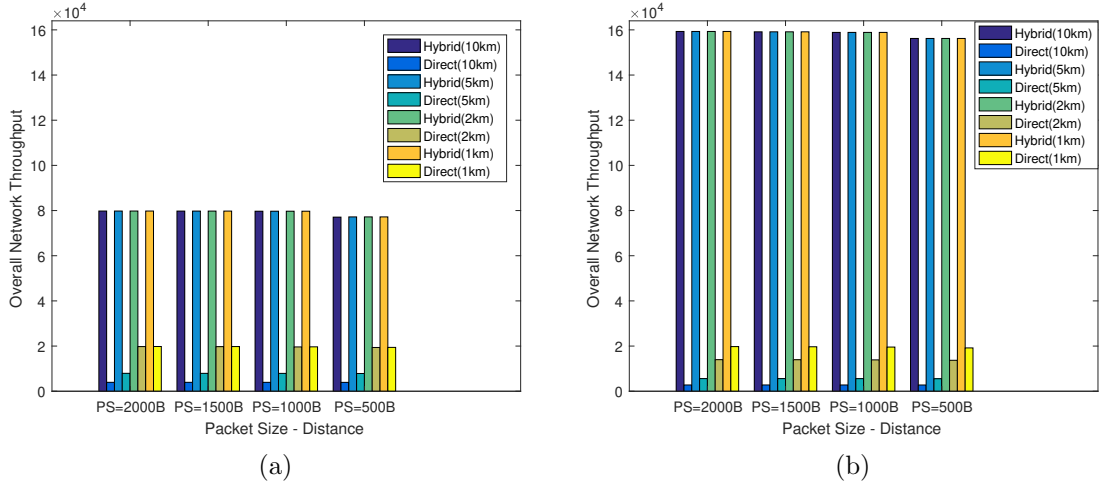 ×10⁴
16
14
12
10
8
6
4
2
0
Overall Network Throughput
Hybrid(10km)
Direct(10km)
Hybrid(5km)
Direct(5km)
Hybrid(2km)
Direct(2km)
Hybrid(1km)
Direct(1km)
PS=2000B PS=1500B PS=1000B PS=500B
Packet Size - Distance
(a)
×10⁴
16
14
12
10
8
6
4
2
0
Overall Network Throughput
Hybrid(10km)
Direct(10km)
Hybrid(5km)
Direct(5km)
Hybrid(2km)
Direct(2km)
Hybrid(1km)
Direct(1km)
PS=2000B PS=1500B PS=1000B PS=500B
Packet Size - Distance
(b)